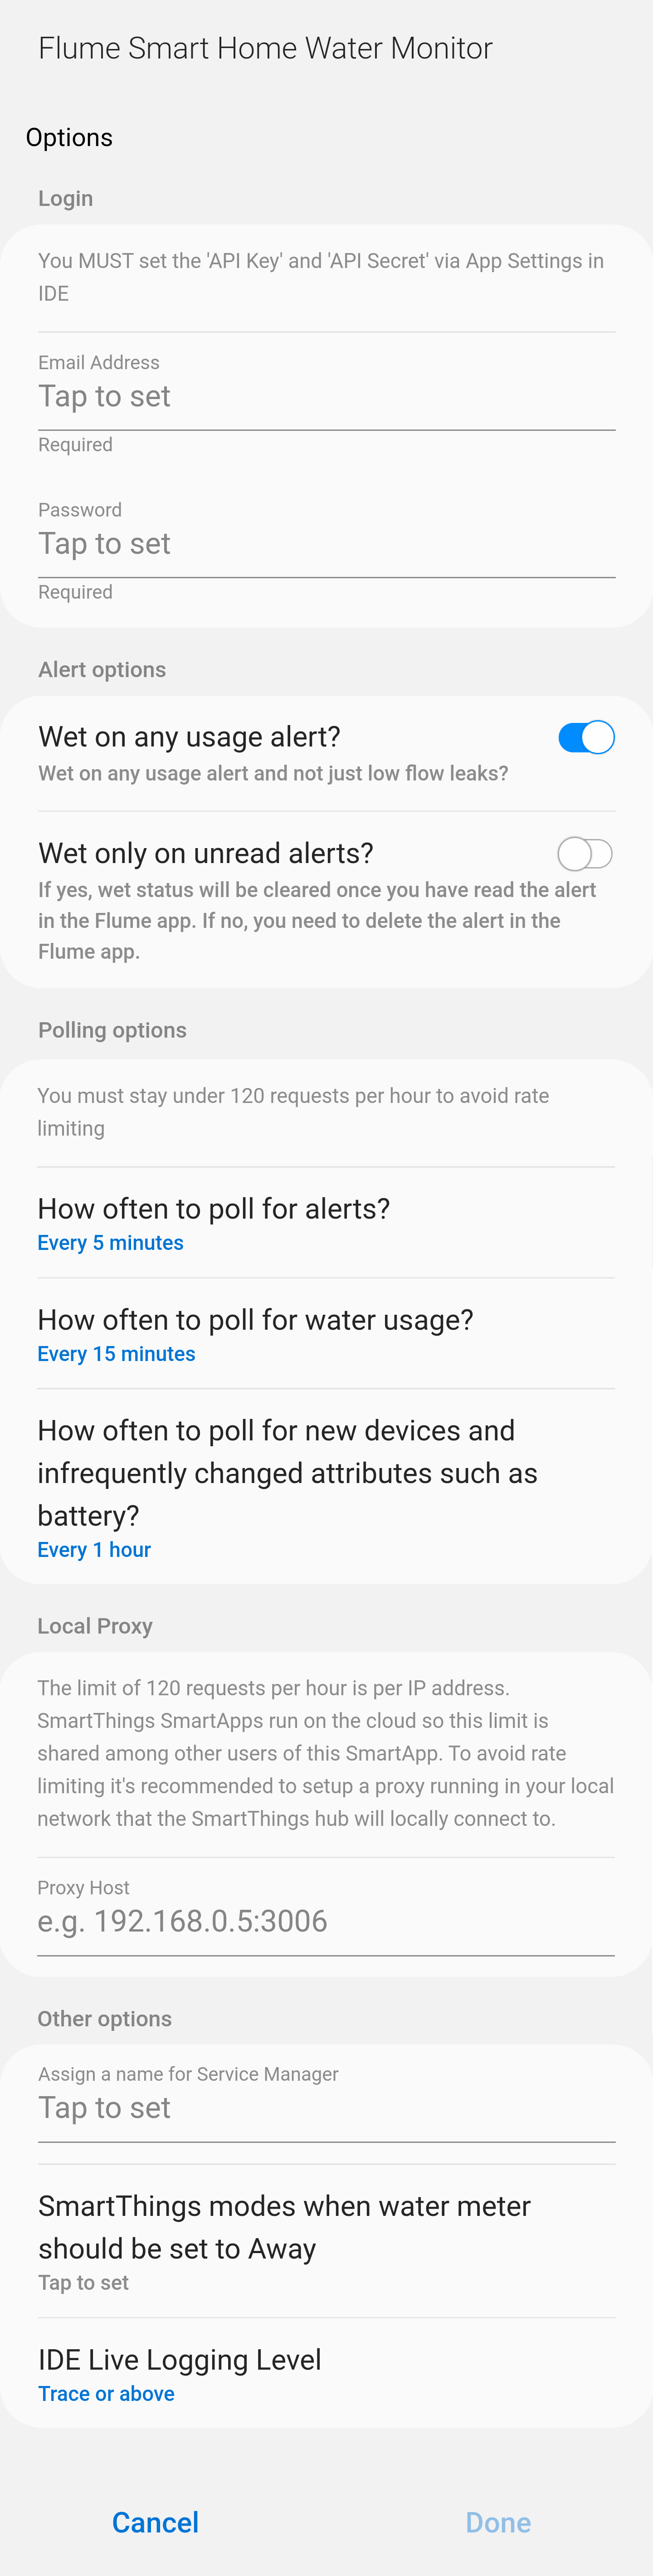 Flume Smart Home Water Monitor
Options
Login
You MUST set the 'API Key' and 'API Secret' via App Settings in
IDE
Email Address
Tap to set
Required
Password
Tap to set
Required
Alert options
Wet on any usage alert?
Wet on any usage alert and not just low flow leaks?
Wet only on unread alerts?
If yes, wet status will be cleared once you have read the alert
in the Flume app. If no, you need to delete the alert in the
Flume app.
Polling options
You must stay under 120 requests per hour to avoid rate
limiting
How often to poll for alerts?
Every 5 minutes
How often to poll for water usage?
Every 15 minutes
How often to poll for new devices and
infrequently changed attributes such as
battery?
Every 1 hour
Local Proxy
The limit of 120 requests per hour is per IP address.
SmartThings SmartApps run on the cloud so this limit is
shared among other users of this SmartApp. To avoid rate
limiting it's recommended to setup a proxy running in your local
network that the SmartThings hub will locally connect to.
Proxy Host
e.g. 192.168.0.5:3006
Other options
Assign a name for Service Manager
Tap to set
SmartThings modes when water meter
should be set to Away
Tap to set
IDE Live Logging Level
Trace or above
Cancel Done